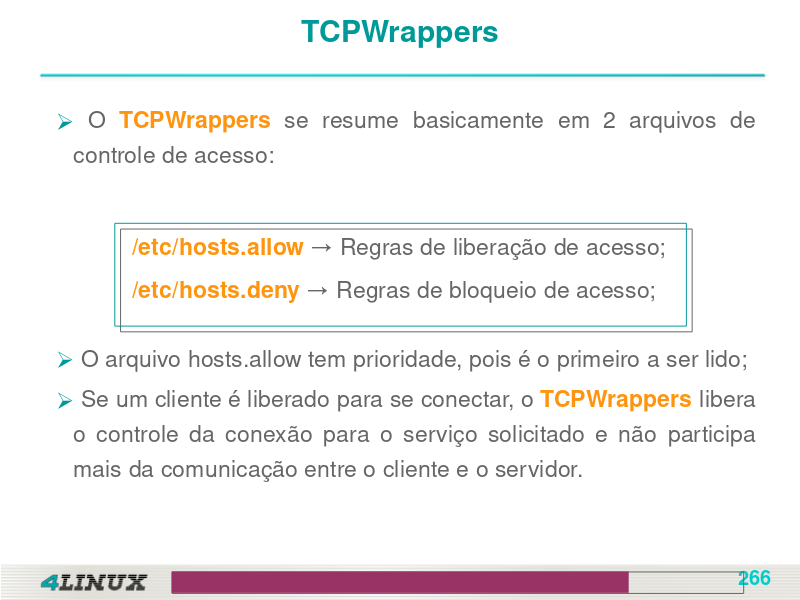 TCPWrappers
O TCPWrappers se resume basicamente em 2 arquivos de
controle de acesso:
/etc/hosts.allow → Regras de liberação de acesso;
/etc/hosts.deny → Regras de bloqueio de acesso;
O arquivo hosts.allow tem prioridade, pois é o primeiro a ser lido;
Se um cliente é liberado para se conectar, o TCPWrappers libera
o controle da conexão para o serviço solicitado e não participa
mais da comunicação entre o cliente e o servidor.
4LINUX
266